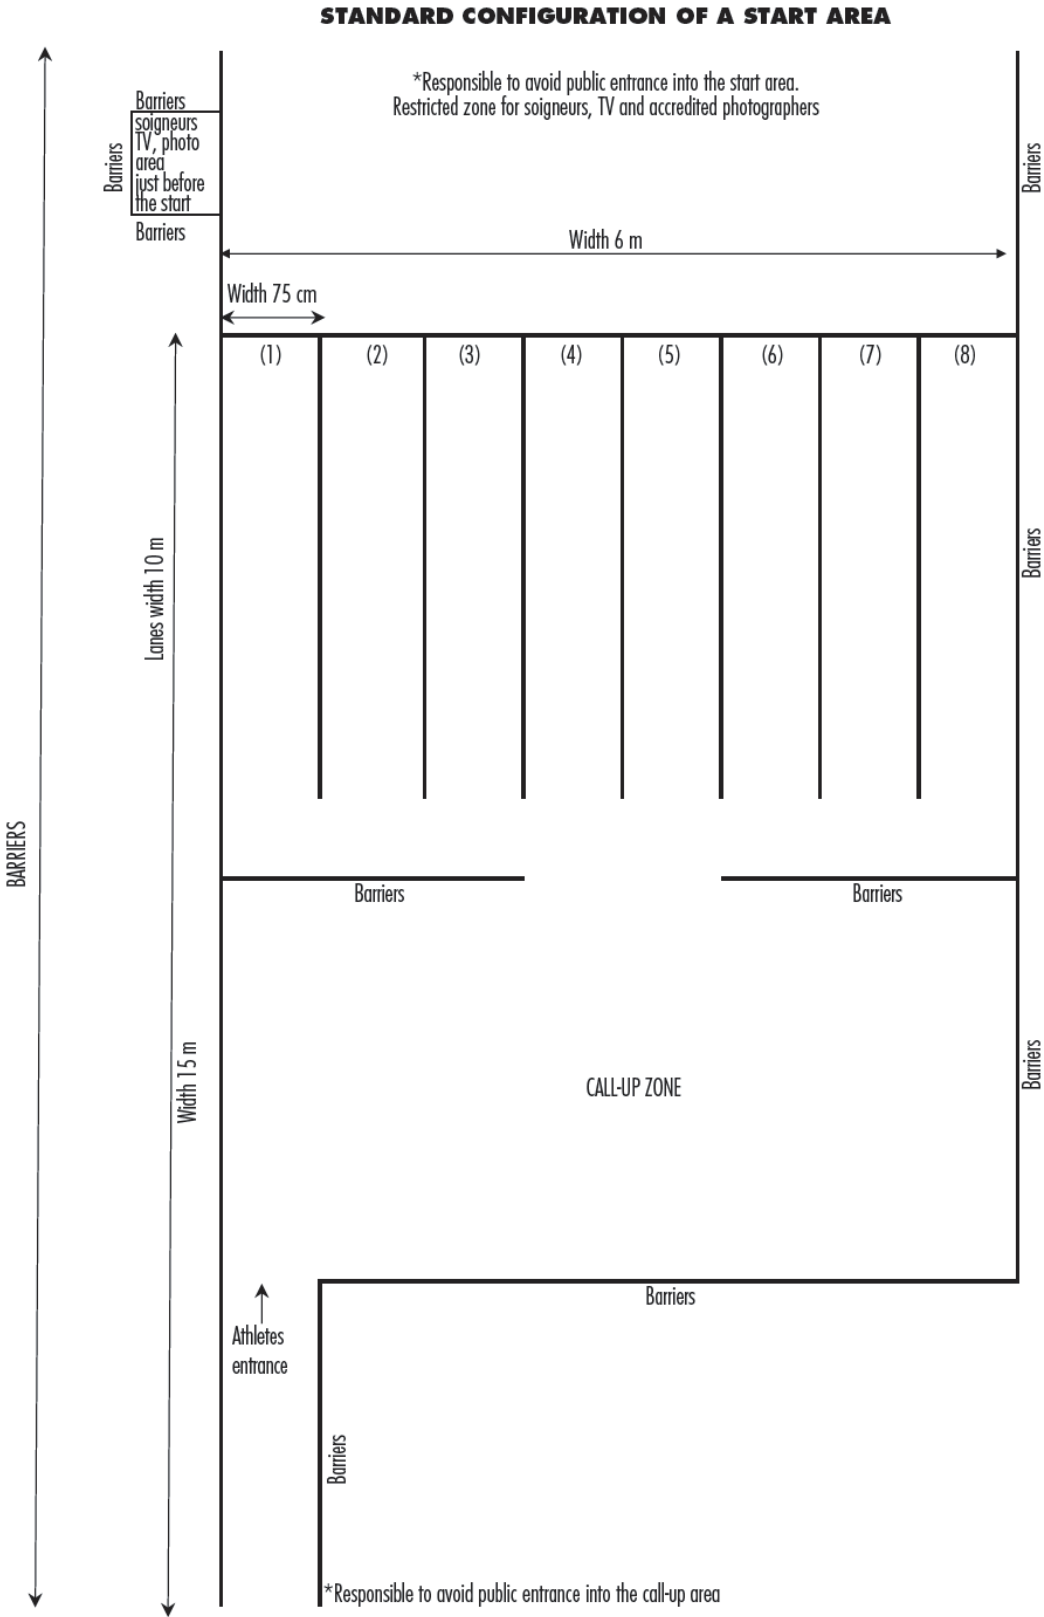 STANDARD CONFIGURATION OF A START AREA
*Responsible to avoid public entrance into the start area.
Restricted zone for soigneurs, TV and accredited photographers
Barriers
soigneurs
TV, photo
area
just before
the start
Barriers
Barriers
Barriers
Width 6 m
Width 75 cm
(1) (2) (3) (4) (5) (6) (7) (8)
Lanes width 10 m
Barriers
BARRIERS
Barriers
Barriers
Width 15 m
CALL-UP ZONE
Barriers
Barriers
Athletes
entrance
Barriers
*Responsible to avoid public entrance into the call-up area